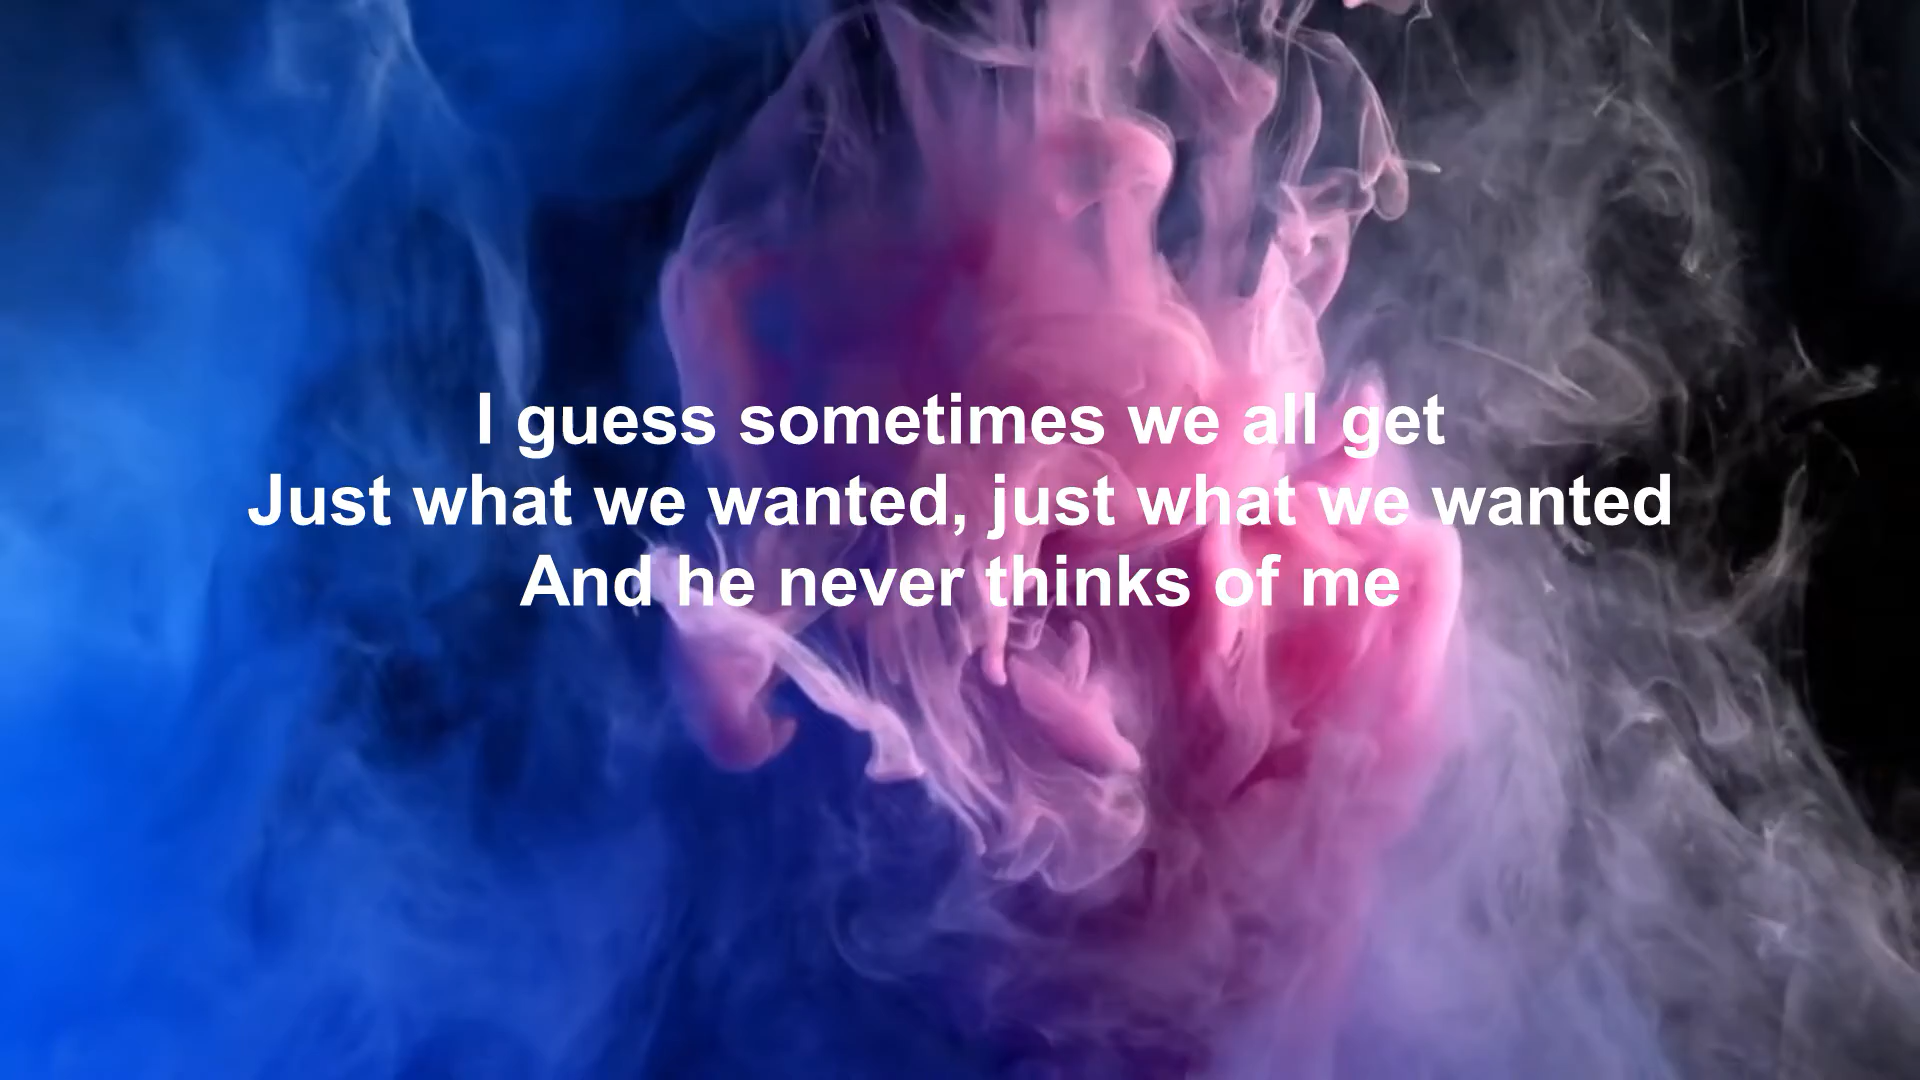 I guess sometimes we all get
Just what we wanted, just what we wanted
And he never thinks of me